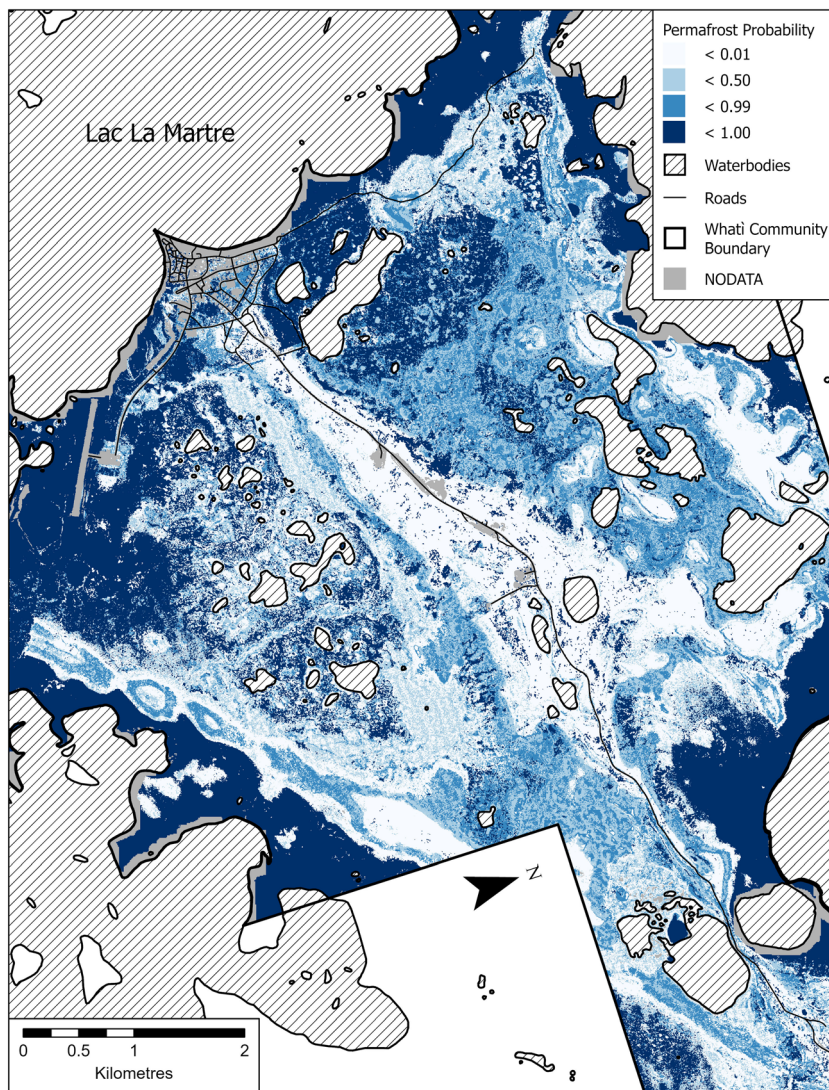 Permafrost Probability
< 0.01
< 0.50
< 0.99
< 1.00
Waterbodies
Roads
Whatì Community
Boundary
NODATA
Lac La Martre
N
0 0.5 1 2
Kilometres